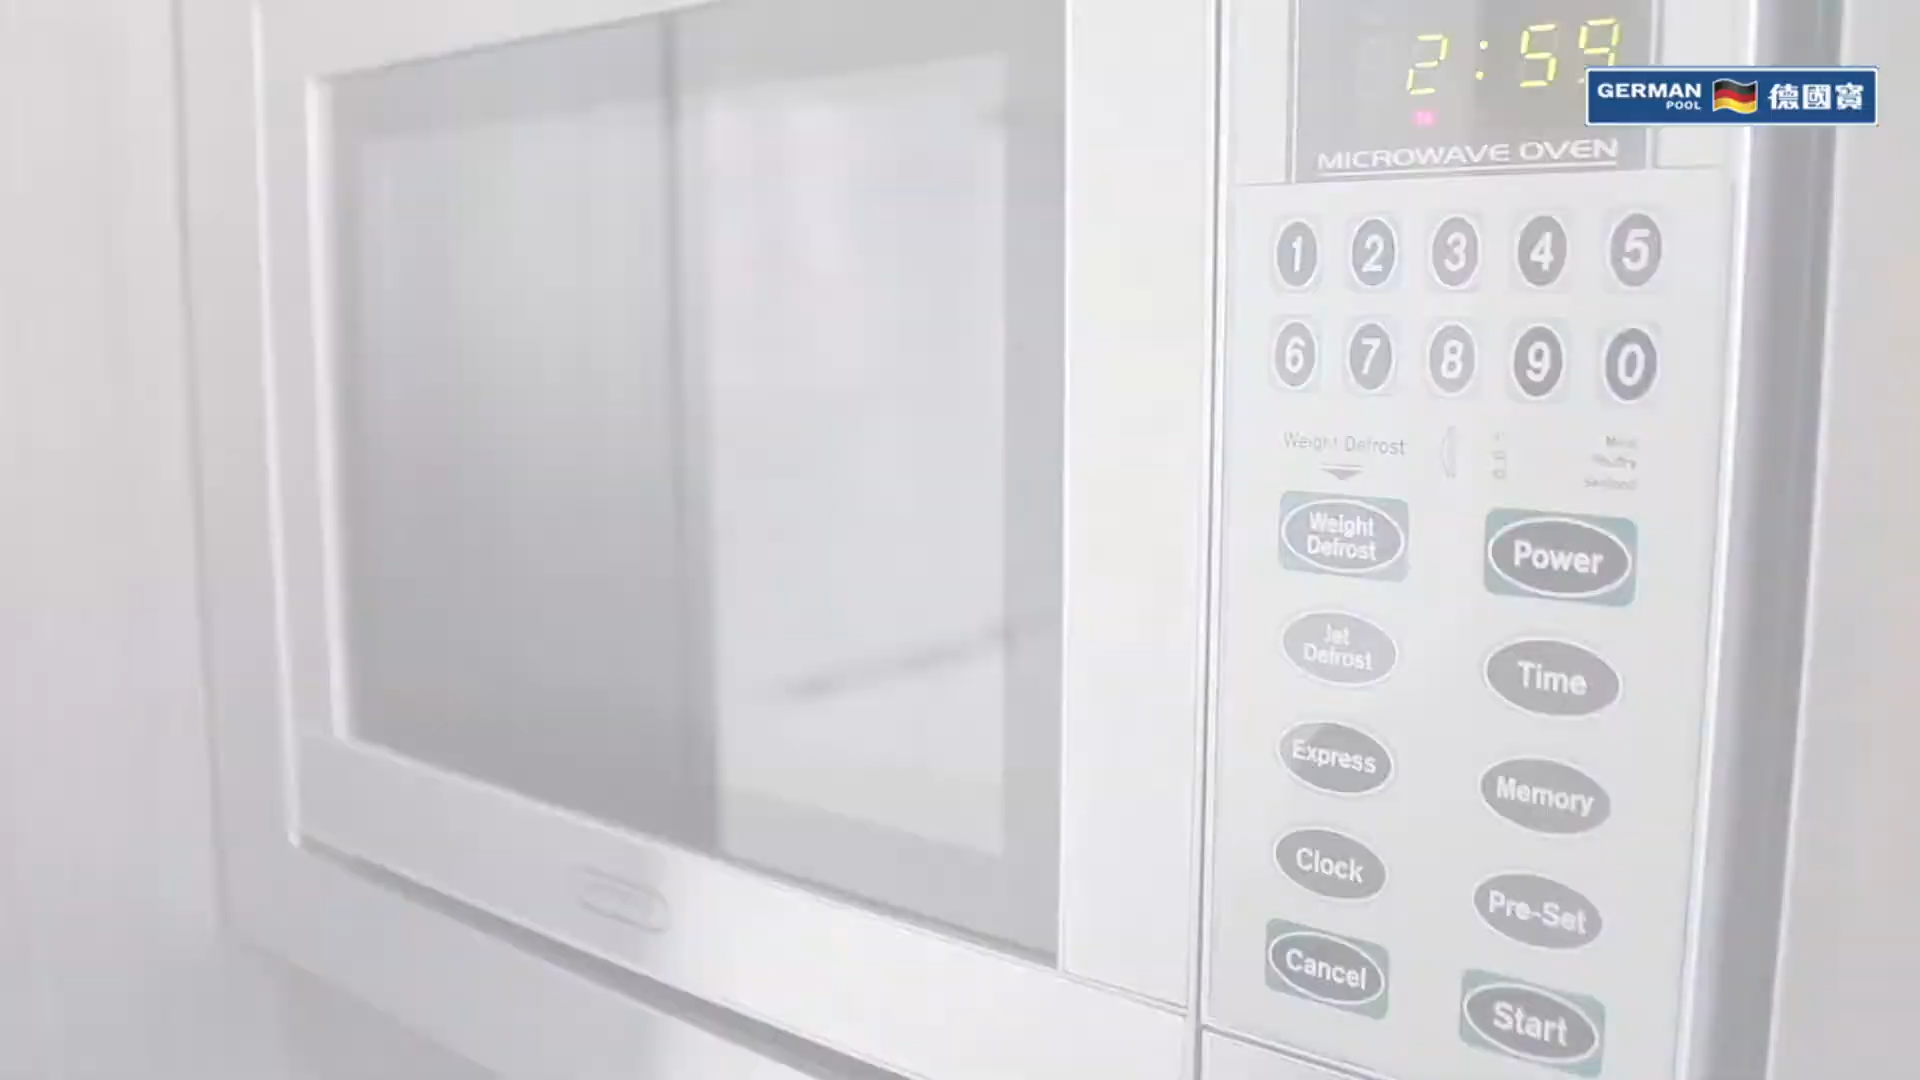 2:59
GERMAN
POOL
德國寶
MICROWAVE OVEN
1 2 3 4 5
6 7 8 9 0
Weight Defrost
Weight
Defrost
Power
Jet
Defrost
Time
Express
Memory
Clock
Pre-Set
Cancel
Start